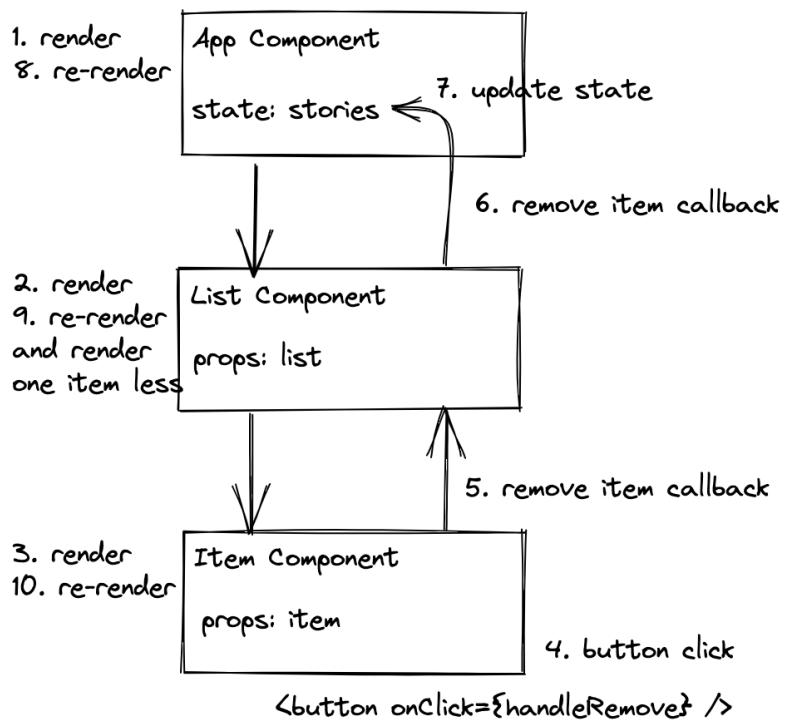 1. render
8. re-render
App Component
state: stories
7. update state
6. remove item callback
2. render
9. re-render
and render
one item less
List Component
props: list
5. remove item callback
3. render
10. re-render
Item Component
props: item
4. button click
<button onClick={handleRemove} />